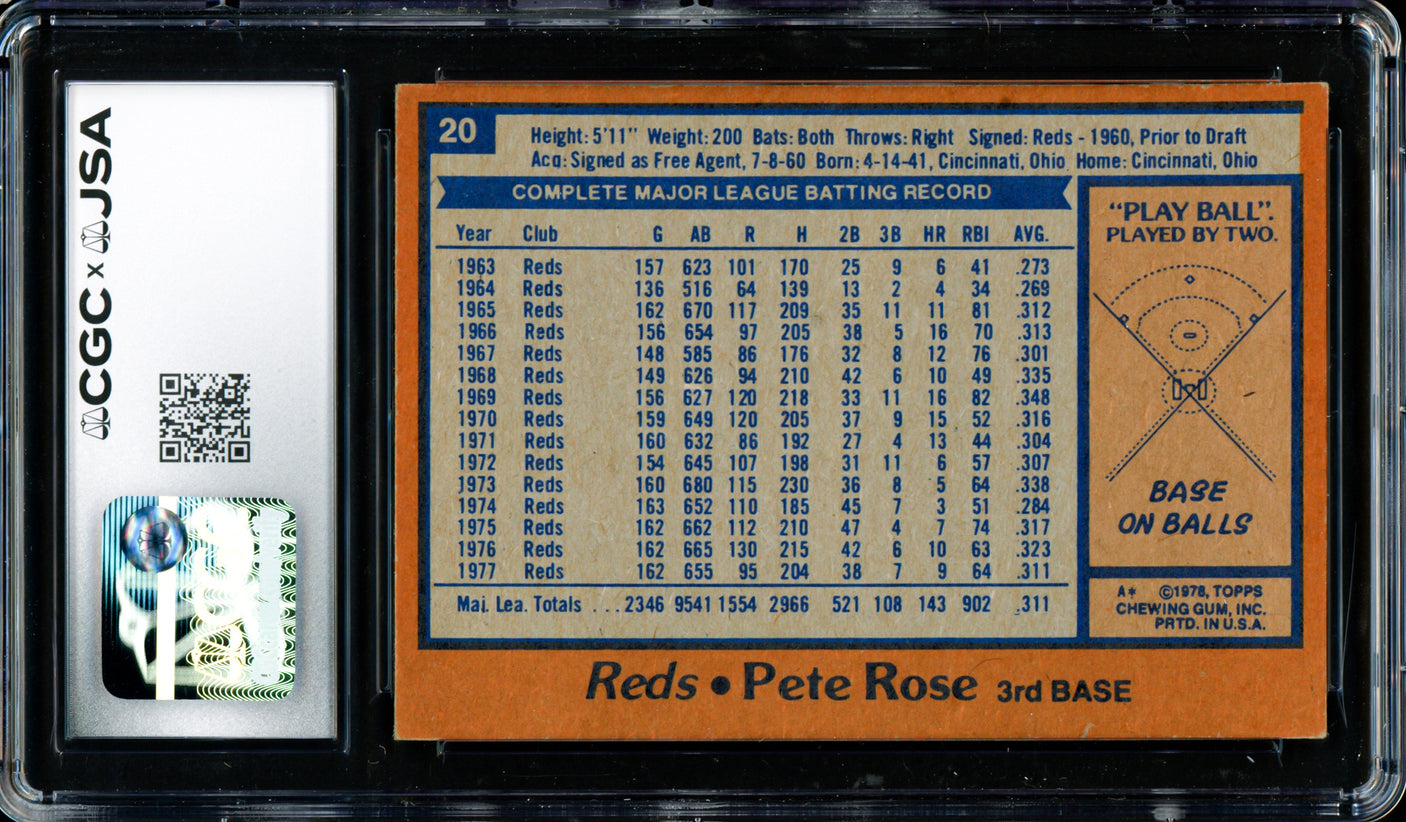 CGC x JSA
20
Height: 5'11" Weight: 200 Bats: Both Throws: Right Signed: Reds - 1960, Prior to Draft
Acq: Signed as Free Agent, 7-8-60 Born: 4-14-41, Cincinnati, Ohio Home: Cincinnati, Ohio
COMPLETE MAJOR LEAGUE BATTING RECORD
Year Club G AB R H 2B 3B HR RBI AVG.
1963 Reds 157 623 101 170 25 9 6 41 .273
1964 Reds 136 516 64 139 13 2 4 34 .269
1965 Reds 162 670 117 209 35 11 11 81 .312
1966 Reds 156 654 97 205 38 5 16 70 .313
1967 Reds 148 585 86 176 32 8 12 76 .301
1968 Reds 149 626 94 210 42 6 10 49 .335
1969 Reds 156 627 120 218 33 11 16 82 .348
1970 Reds 159 649 120 205 37 9 15 52 .316
1971 Reds 160 632 86 192 27 4 13 44 .304
1972 Reds 154 645 107 198 31 11 6 57 .307
1973 Reds 160 680 115 230 36 8 5 64 .338
1974 Reds 163 652 110 185 45 7 3 51 .284
1975 Reds 162 662 112 210 47 4 7 74 .317
1976 Reds 162 665 130 215 42 6 10 63 .323
1977 Reds 162 655 95 204 38 7 9 64 .311
Maj. Lea. Totals ... 2346 9541 1554 2966 521 108 143 902 .311
"PLAY BALL".
PLAYED BY TWO.
BASE
ON BALLS
A* ©1978, TOPPS
CHEWING GUM, INC.
PRTD. IN U.S.A.
Reds • Pete Rose 3rd BASE